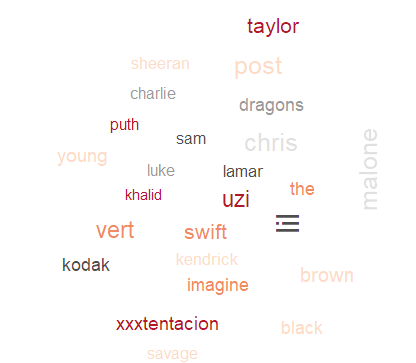 taylor
sheeran
post
charlie
dragons
puth
sam
chris
malone
young
luke
lamar
khalid
uzi
the
vert
swift
kodak
kendrick
imagine
brown
xxxtentacion
black
savage